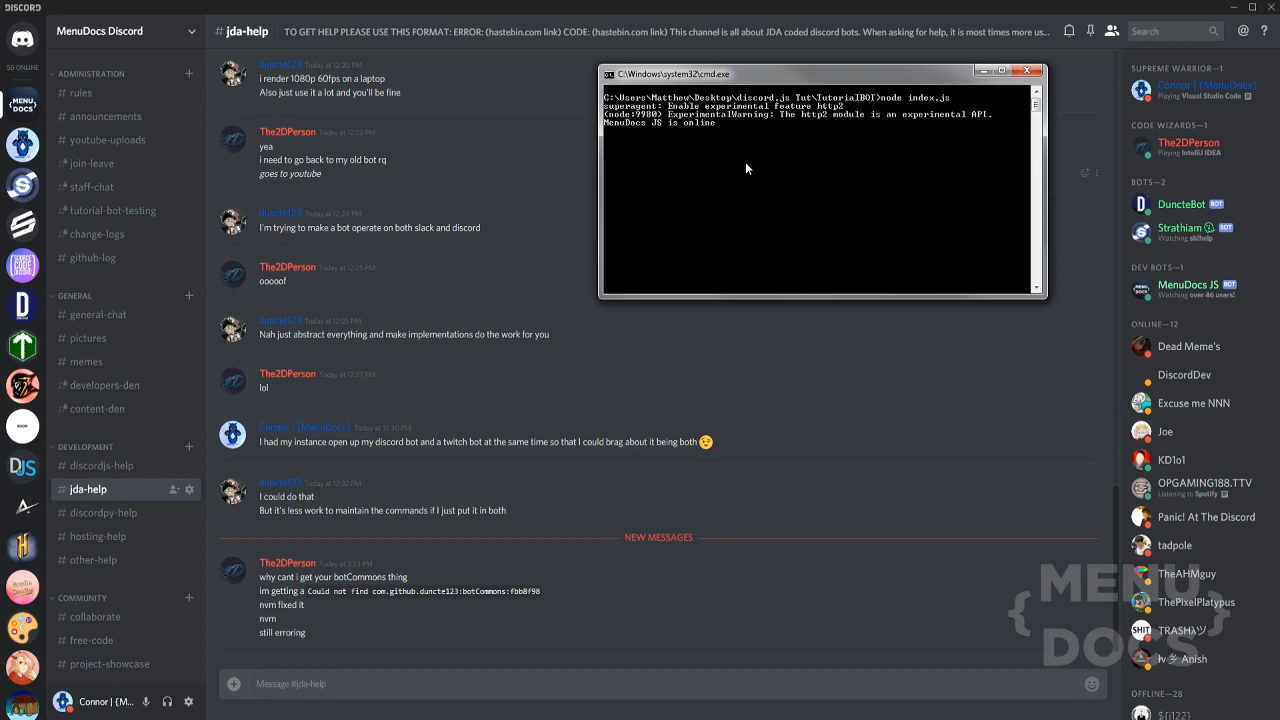 DISCORD
MenuDocs Discord
50 ONLINE
ADMINISTRATION
rules
announcements
youtube-uploads
join-leave
staff-chat
tutorial-bot-testing
change-logs
github-log
GENERAL
general-chat
pictures
memes
developers-den
content-den
DEVELOPMENT
discordjs-help
jda-help
discordpy-help
hosting-help
other-help
COMMUNITY
collaborate
free-code
project-showcase
Connor | {M...
# jda-help
TO GET HELP PLEASE USE THIS FORMAT: ERROR: (hastebin.com link) CODE: (hastebin.com link) This channel is all about JDA coded discord bots. When asking for help, it is most times more us...
Search
duncte123 Today at 12:20 PM
i render 1080p 60fps on a laptop
Also just use it a lot and you'll be fine
The2DPerson Today at 12:22 PM
yea
i need to go back to my old bot rq
goes to youtube
duncte123 Today at 12:24 PM
I'm trying to make a bot operate on both slack and discord
The2DPerson Today at 12:25 PM
ooooof
duncte123 Today at 12:25 PM
Nah just abstract everything and make implementations do the work for you
The2DPerson Today at 12:29 PM
lol
Connor | {MenuDocs} Today at 12:30 PM
I had my instance open up my discord bot and a twitch bot at the same time so that I could brag about it being both
duncte123 Today at 12:32 PM
I could do that
But it's less work to maintain the commands if I just put it in both
NEW MESSAGES
The2DPerson Today at 3:23 PM
why cant i get your botCommons thing
im getting a Could not find com.github.duncte123:botCommons:fbb8f98
nvm fixed it
nvm
still erroring
Message #jda-help
C:\Windows\system32\cmd.exe
C:\Users\Matthew\Desktop\discord.js Tut\TutorialBOT>node index.js
superagent: Enable experimental feature http2
(node:9980) ExperimentalWarning: The http2 module is an experimental API.
MenuDocs JS is online
SUPREME WARRIOR—1
Connor | {MenuDocs}
Playing Visual Studio Code
CODE WIZARDS—1
The2DPerson
Playing IntelliJ IDEA
BOTS—2
DuncteBot BOT
Strathiam BOT
Watching sb!help
DEV BOTS—1
MenuDocs JS BOT
Watching over 46 users!
ONLINE—12
Dead Meme's
DiscordDev
Excuse me NNN
Joe
KD1o1
OPGAMING188.TTV
Listening to Spotify
Panic! At The Discord
tadpole
TheAHMguy
ThePixelPlatypus
TRASHλツ
Anish
OFFLINE—28
MENU
DOCS